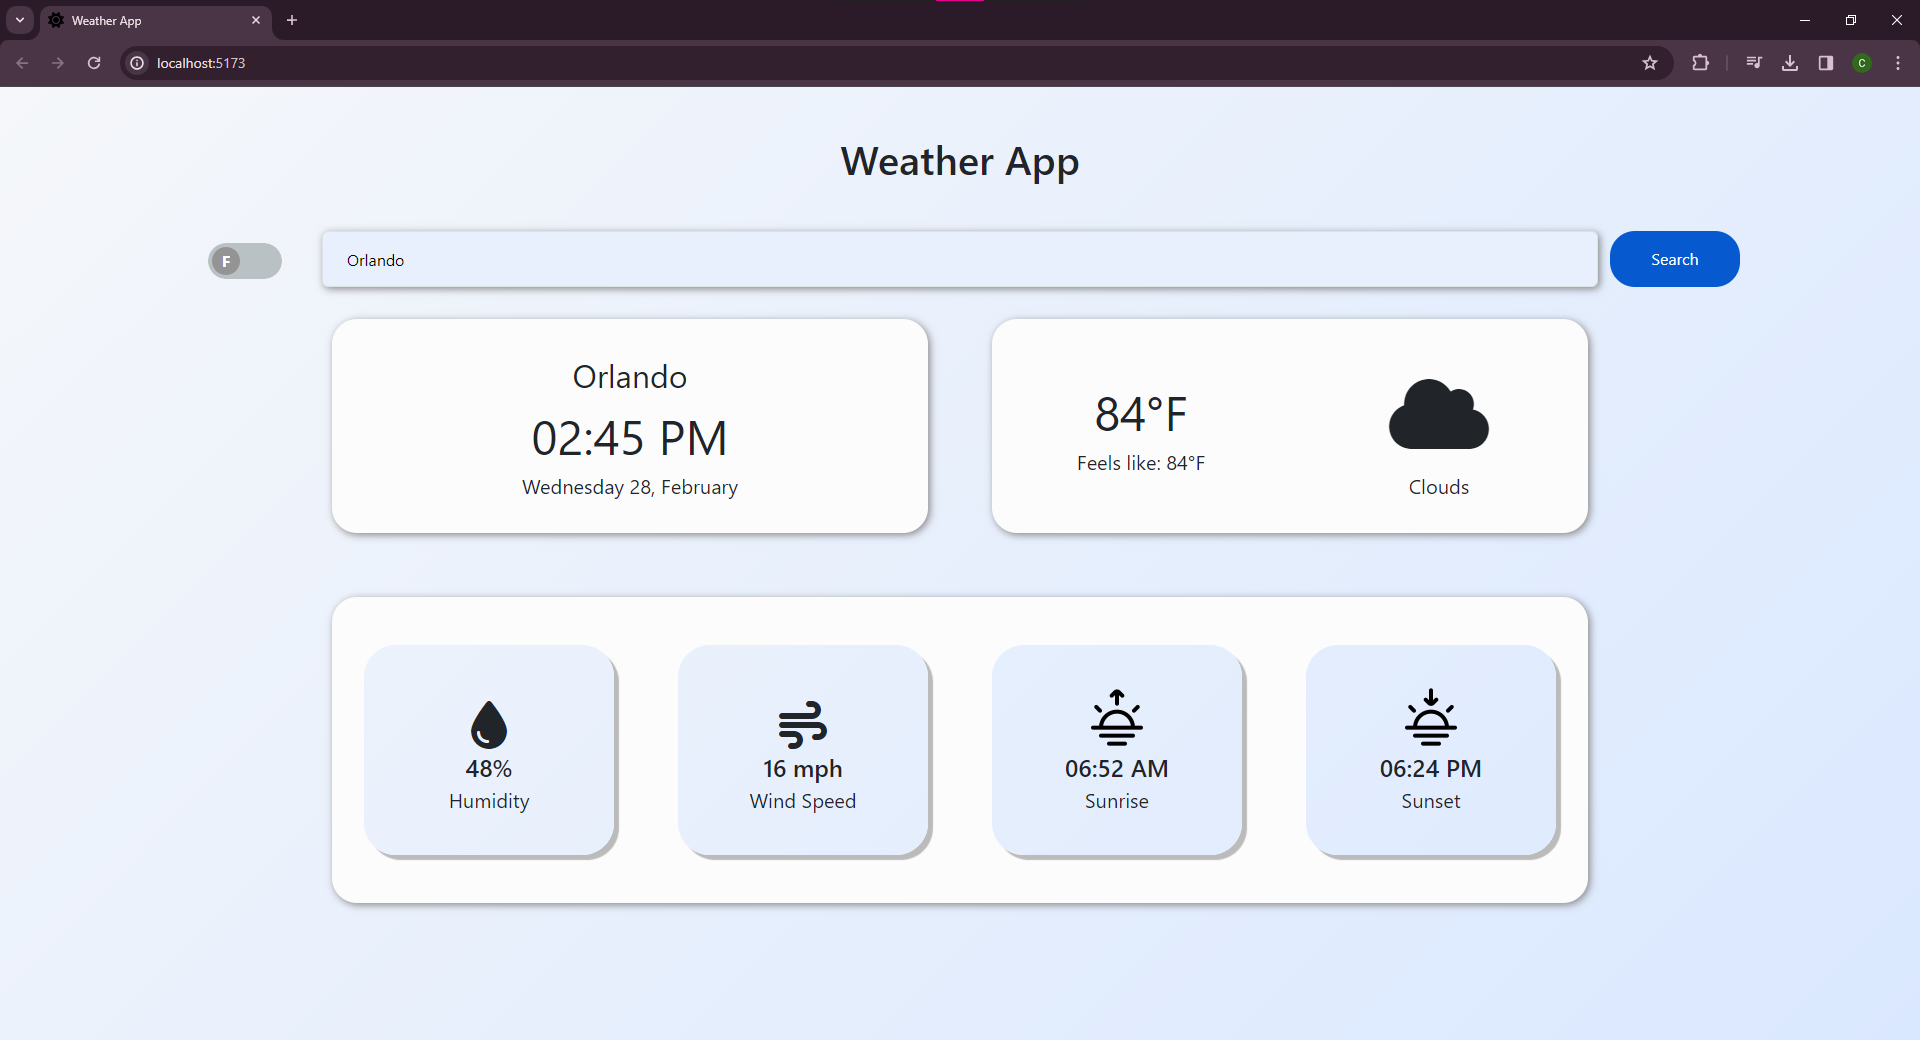 Weather App
localhost:5173
C
Weather App
F
Orlando
Search
Orlando
02:45 PM
Wednesday 28, February
84°F
Feels like: 84°F
Clouds
48%
Humidity
16 mph
Wind Speed
06:52 AM
Sunrise
06:24 PM
Sunset